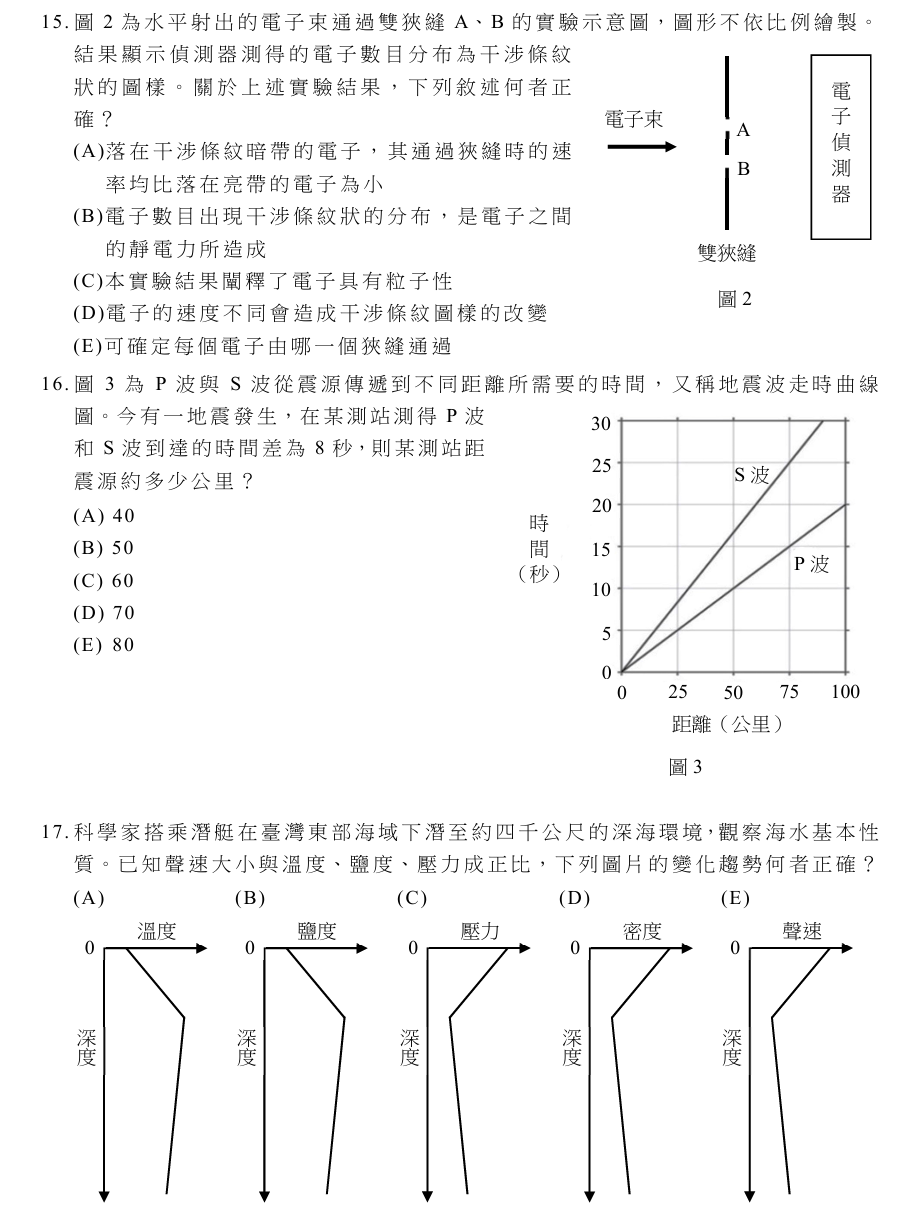 15.圖 2 為水平射出的電子束通過雙狹縫 A、B 的實驗示意圖，圖形不依比例繪製。
結果顯示偵測器測得的電子數目分布為干涉條紋
狀的圖樣。關於上述實驗結果，下列敘述何者正
確？
(A)落在干涉條紋暗帶的電子，其通過狹縫時的速
率均比落在亮帶的電子為小
(B)電子數目出現干涉條紋狀的分布，是電子之間
的靜電力所造成
(C)本實驗結果闡釋了電子具有粒子性
(D)電子的速度不同會造成干涉條紋圖樣的改變
(E)可確定每個電子由哪一個狹縫通過
電子束
A
B
雙狹縫
電子偵測器
圖 2
16.圖 3 為 P 波與 S 波從震源傳遞到不同距離所需要的時間，又稱地震波走時曲線
圖。今有一地震發生，在某測站測得 P 波
和 S 波到達的時間差為 8 秒，則某測站距
震源約多少公里？
(A) 40
(B) 50
(C) 60
(D) 70
(E) 80
時
間
（秒）
30
25
20
15
10
5
0
S 波
P 波
0 25 50 75 100
距離（公里）
圖 3
17.科學家搭乘潛艇在臺灣東部海域下潛至約四千公尺的深海環境，觀察海水基本性
質。已知聲速大小與溫度、鹽度、壓力成正比，下列圖片的變化趨勢何者正確？
(A) (B) (C) (D) (E)
溫度 鹽度 壓力 密度 聲速
0 0 0 0 0
深度 深度 深度 深度 深度